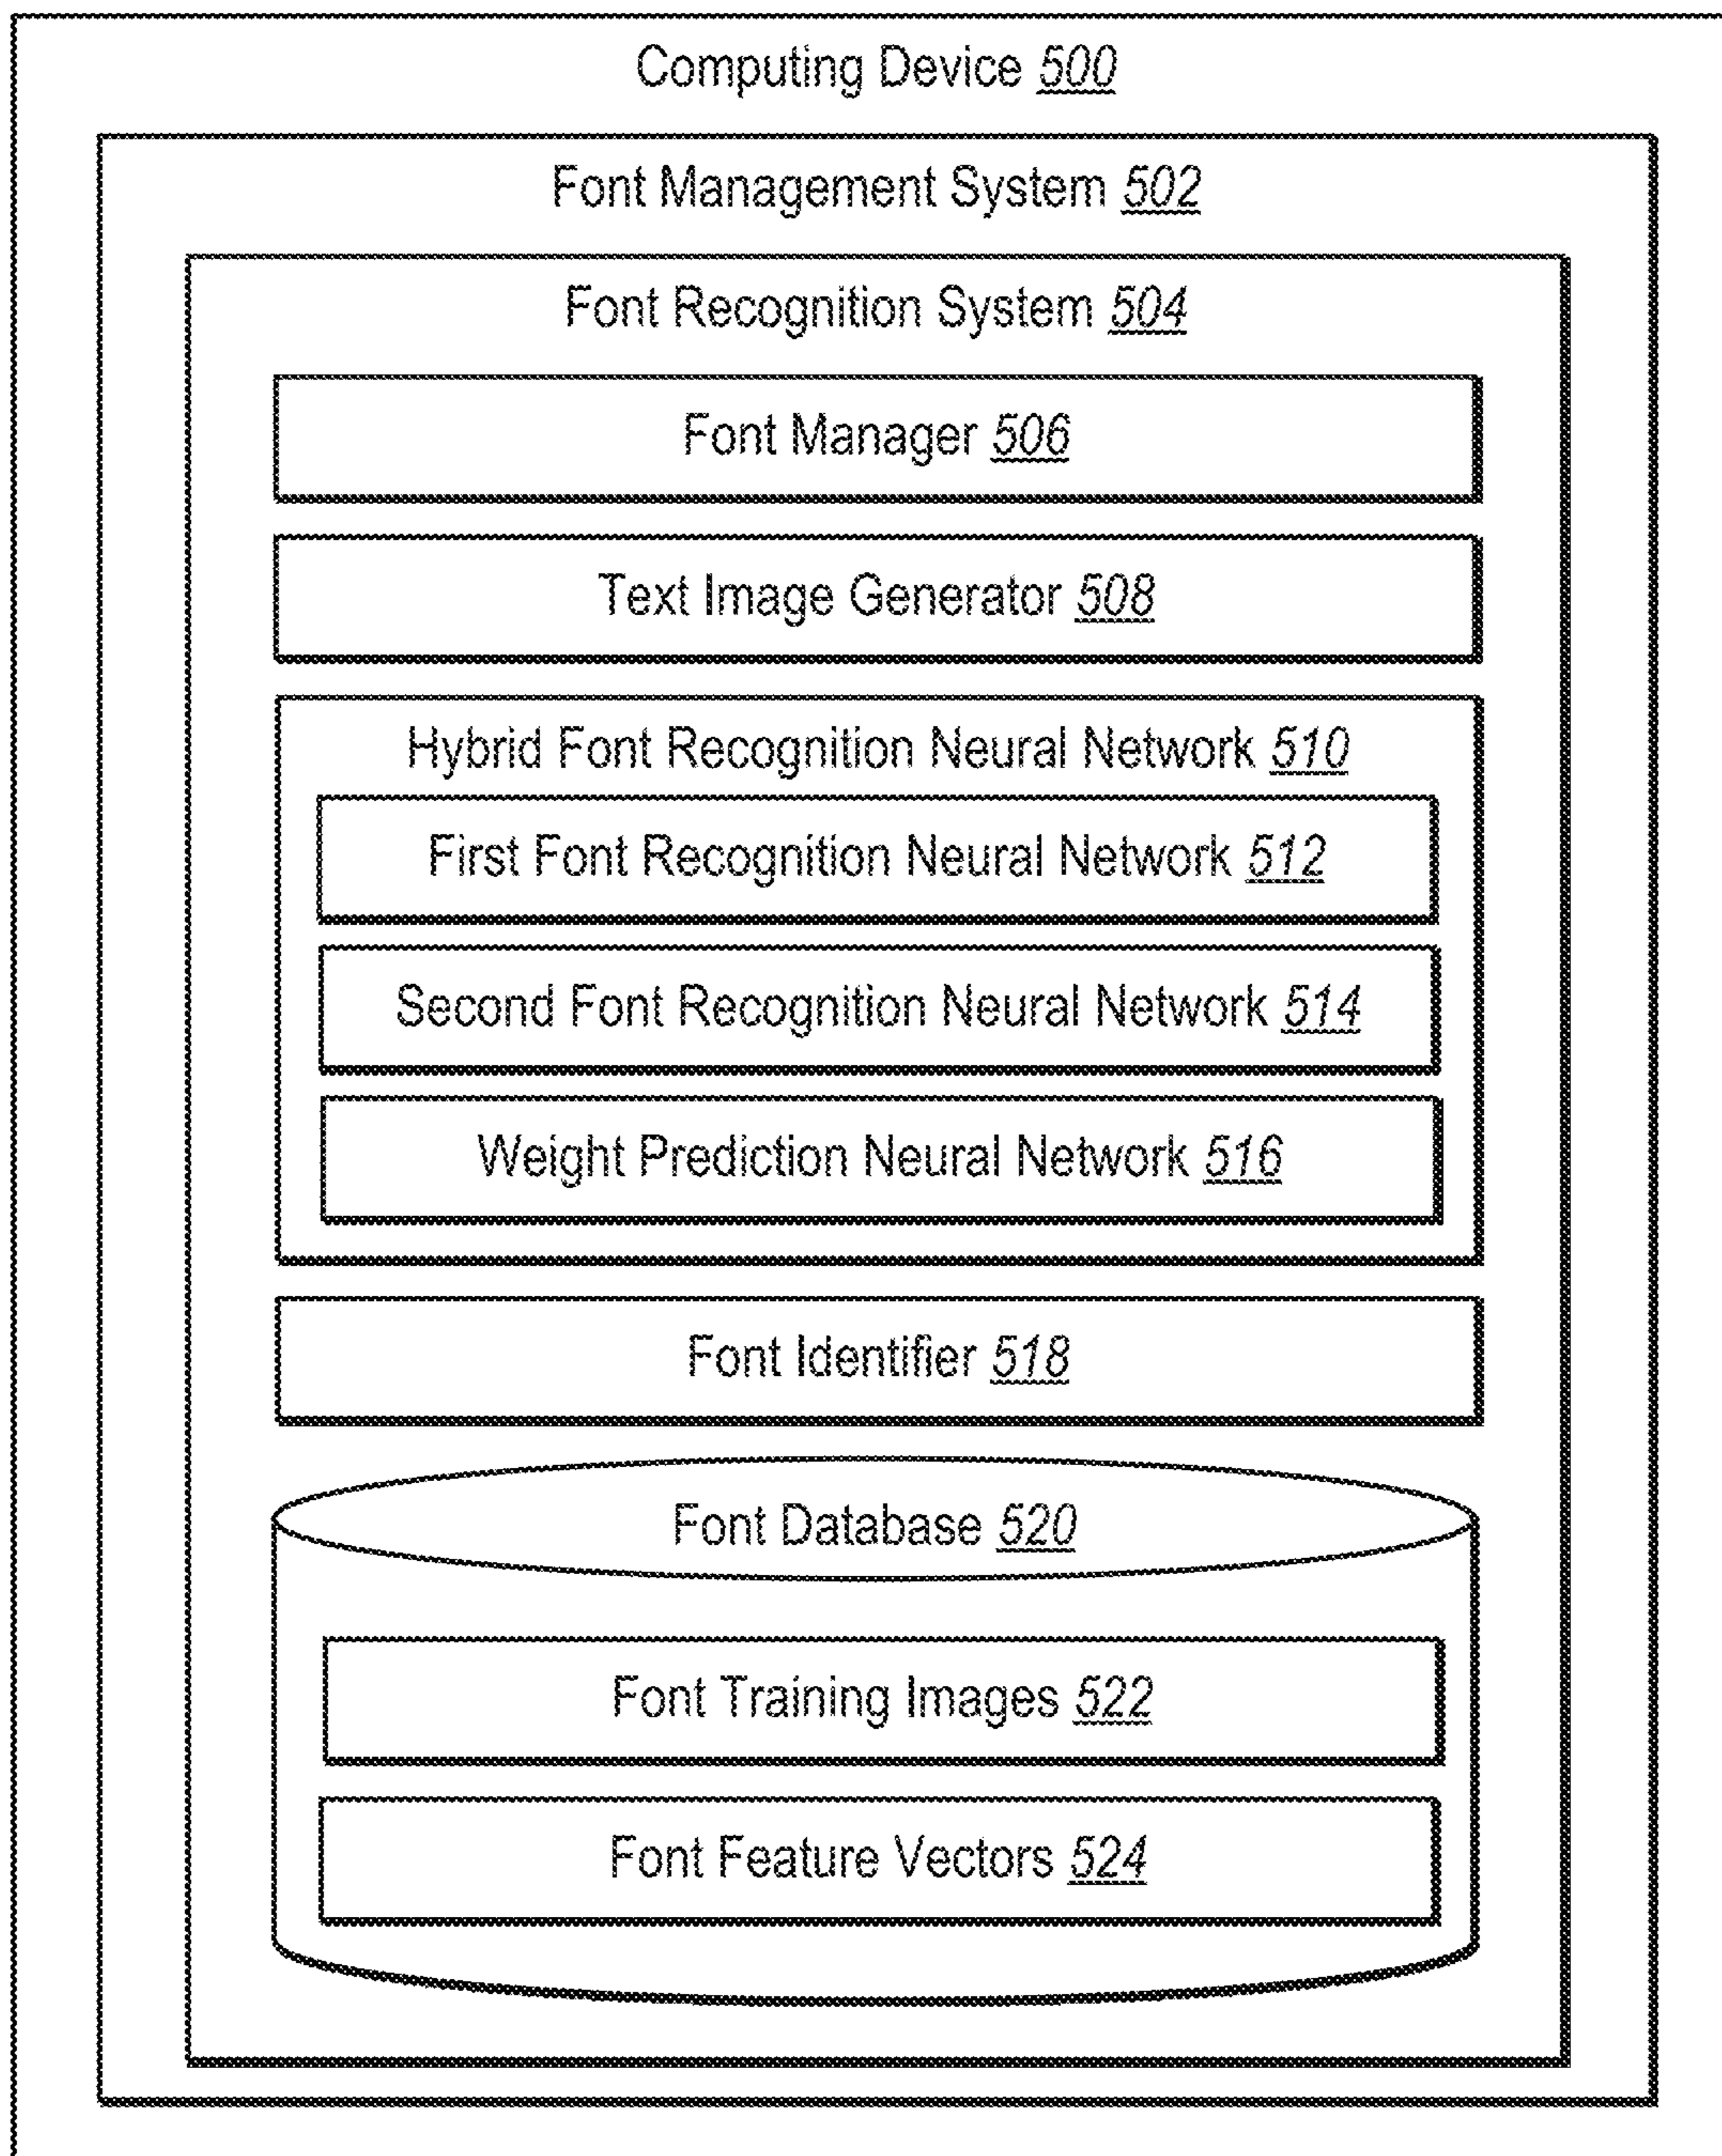 Computing Device 500
Font Management System 502
Font Recognition System 504
Font Manager 506
Text Image Generator 508
Hybrid Font Recognition Neural Network 510
First Font Recognition Neural Network 512
Second Font Recognition Neural Network 514
Weight Prediction Neural Network 516
Font Identifier 518
Font Database 520
Font Training Images 522
Font Feature Vectors 524